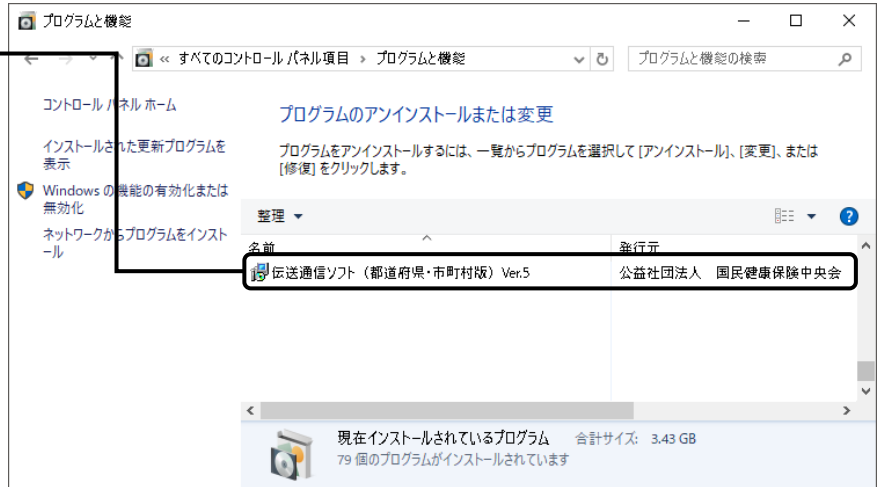 プログラムと機能
« すべてのコントロール パネル項目 › プログラムと機能
プログラムと機能の検索
コントロール パネル ホーム
インストールされた更新プログラムを
表示
Windows の機能の有効化または
無効化
ネットワークからプログラムをインスト
ール
プログラムのアンインストールまたは変更
プログラムをアンインストールするには、一覧からプログラムを選択して [アンインストール]、[変更]、または
[修復] をクリックします。
整理
名前 発行元
伝送通信ソフト（都道府県・市町村版）Ver.5 公益社団法人　国民健康保険中央会
現在インストールされているプログラム 合計サイズ: 3.43 GB
79 個のプログラムがインストールされています